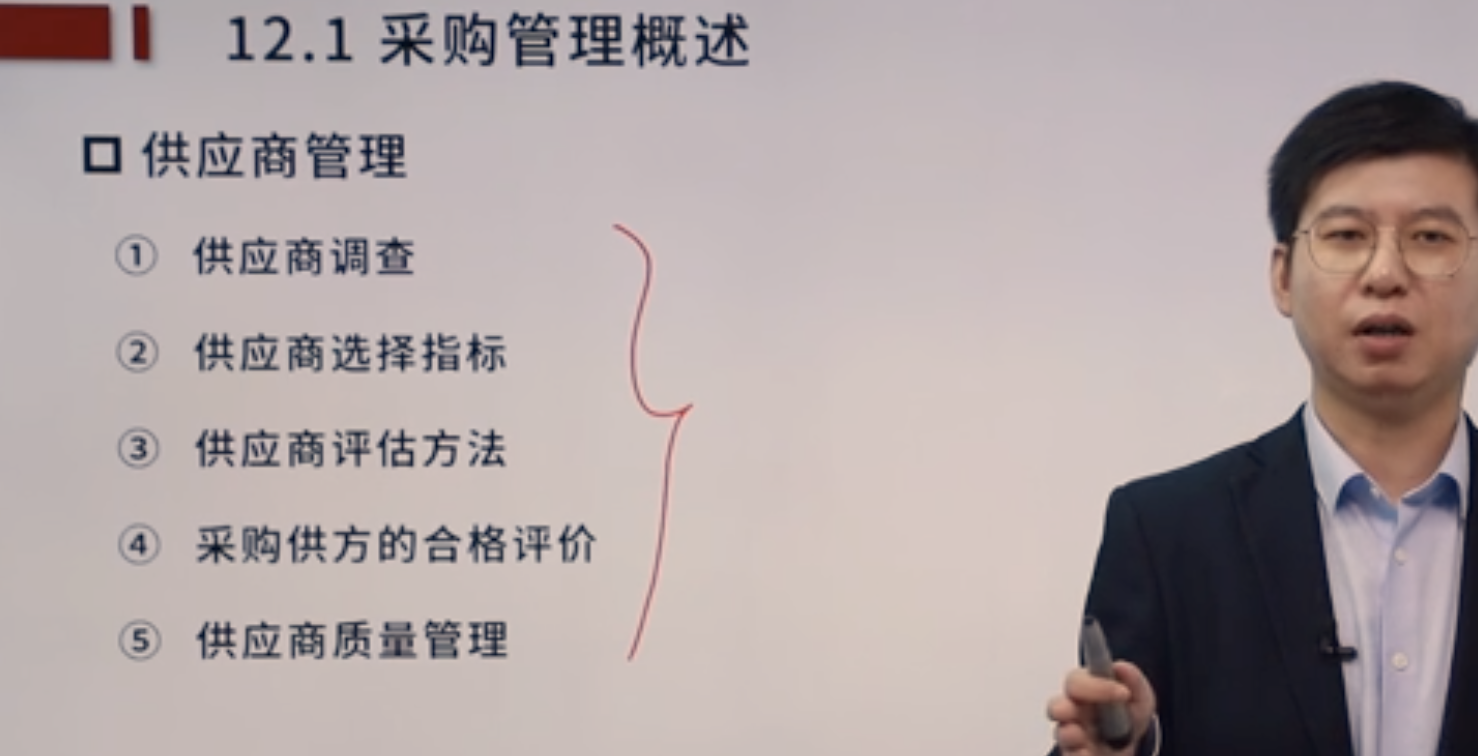 12.1 采购管理概述
供应商管理
① 供应商调查
② 供应商选择指标
③ 供应商评估方法
④ 采购供方的合格评价
⑤ 供应商质量管理